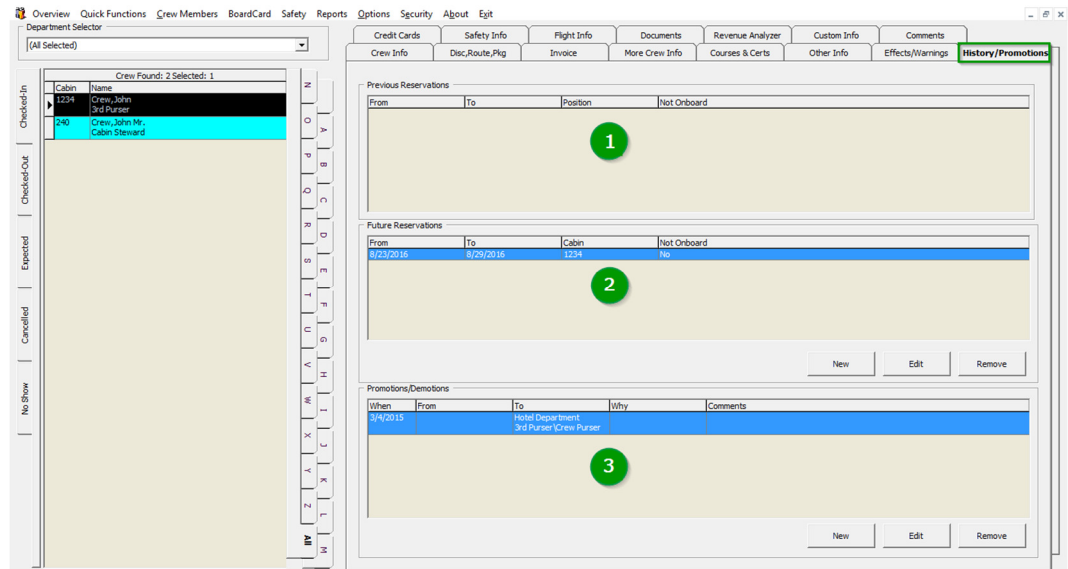 Overview Quick Functions Crew Members BoardCard Safety Reports Options Security About Exit
Department Selector
(All Selected)
Credit Cards Safety Info Flight Info Documents Revenue Analyzer Custom Info Comments
Crew Info Disc,Route,Pkg Invoice More Crew Info Courses & Certs Other Info Effects/Warnings History/Promotions
Checked-In
Checked-Out
Expected
Cancelled
No Show
Crew Found: 2 Selected: 1
Cabin Name
1234 Crew,John
3rd Purser
240 Crew,John Mr.
Cabin Steward
N
O
P
Q
R
S
T
U
V
W
X
Y
Z
All
A
B
C
D
E
F
G
H
I
J
K
L
M
Previous Reservations
From To Position Not Onboard
1
Future Reservations
From To Cabin Not Onboard
8/23/2016 8/29/2016 1234 No
2
New Edit Remove
Promotions/Demotions
When From To Why Comments
3/4/2015 Hotel Department
3rd Purser\Crew Purser
3
New Edit Remove